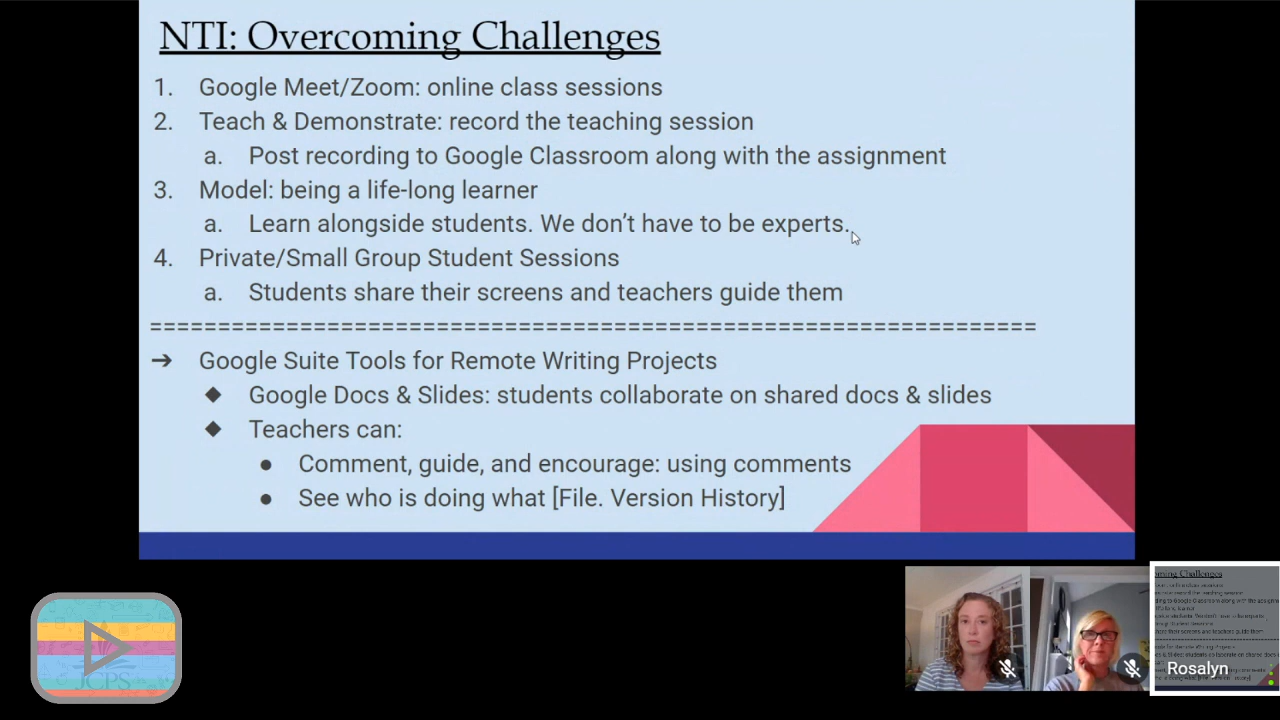 NTI: Overcoming Challenges
1. Google Meet/Zoom: online class sessions
2. Teach & Demonstrate: record the teaching session
a. Post recording to Google Classroom along with the assignment
3. Model: being a life-long learner
a. Learn alongside students. We don't have to be experts.
4. Private/Small Group Student Sessions
a. Students share their screens and teachers guide them
=================================================================
➔ Google Suite Tools for Remote Writing Projects
◆ Google Docs & Slides: students collaborate on shared docs & slides
◆ Teachers can:
● Comment, guide, and encourage: using comments
● See who is doing what [File. Version History]
JCPS
oming Challenges
Rosalyn